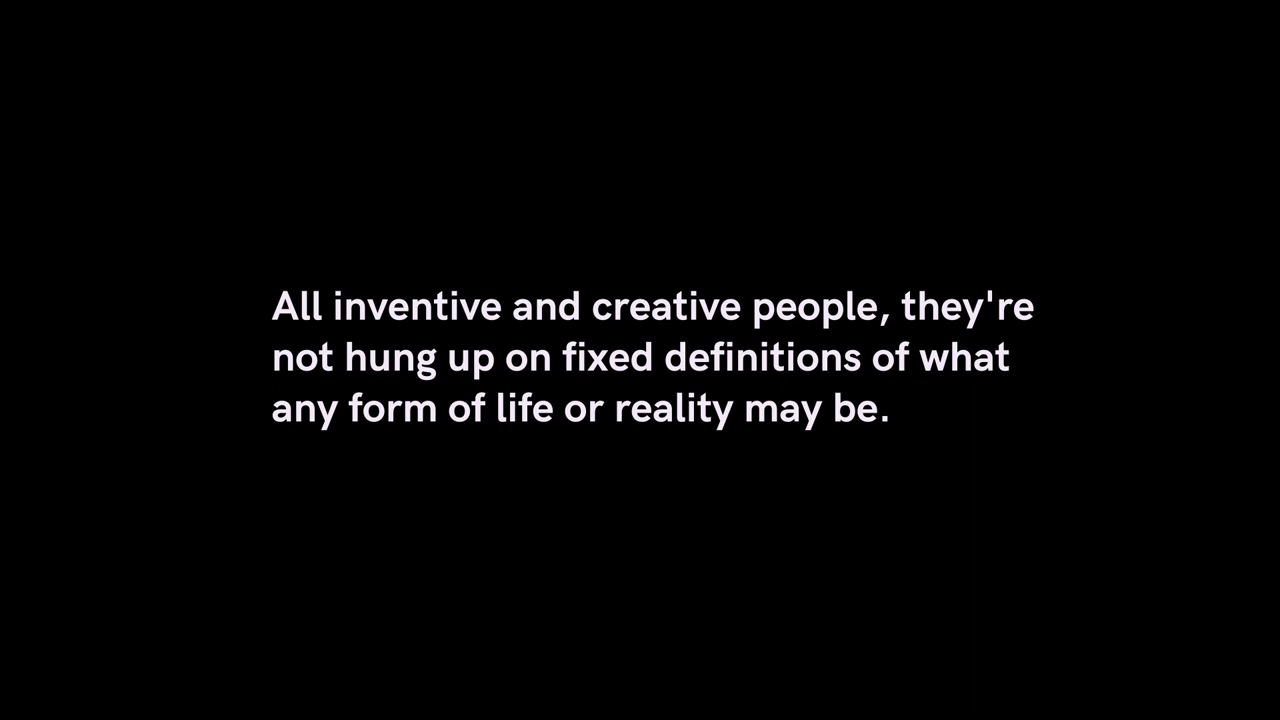 All inventive and creative people, they're
not hung up on fixed definitions of what
any form of life or reality may be.